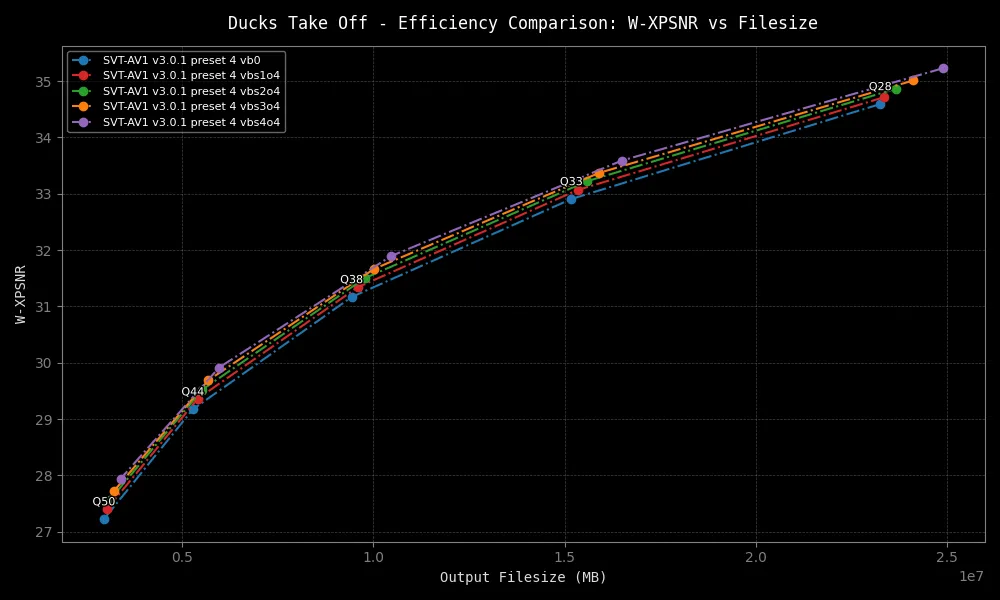 Ducks Take Off - Efficiency Comparison: W-XPSNR vs Filesize
SVT-AV1 v3.0.1 preset 4 vb0
SVT-AV1 v3.0.1 preset 4 vbs1o4
SVT-AV1 v3.0.1 preset 4 vbs2o4
SVT-AV1 v3.0.1 preset 4 vbs3o4
SVT-AV1 v3.0.1 preset 4 vbs4o4
35
34
33
32
31
30
29
28
27
W-XPSNR
Q28
Q33
Q38
Q44
Q50
0.5 1.0 1.5 2.0 2.5
1e7
Output Filesize (MB)